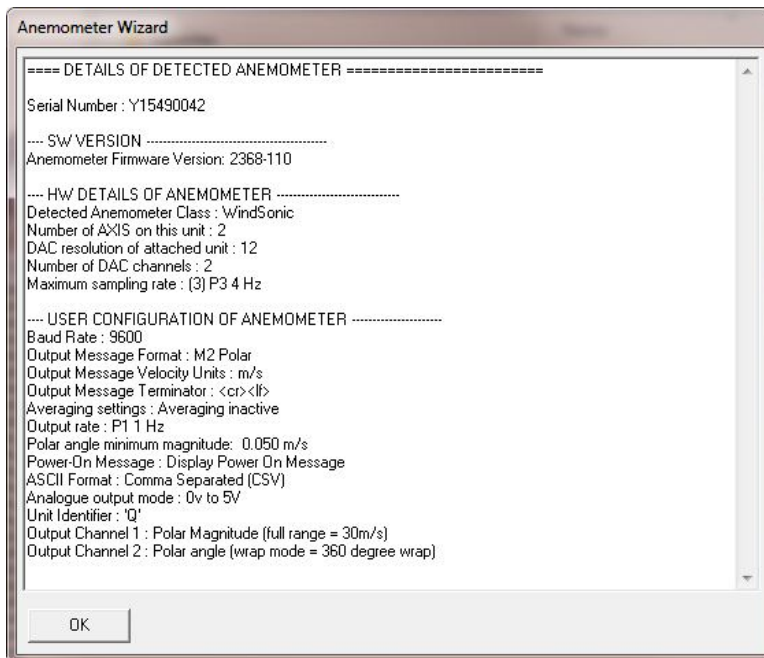 Anemometer Wizard
==== DETAILS OF DETECTED ANEMOMETER ========================
Serial Number : Y15490042
---- SW VERSION --------------------------------------------
Anemometer Firmware Version: 2368-110
---- HW DETAILS OF ANEMOMETER ------------------------------
Detected Anemometer Class : WindSonic
Number of AXIS on this unit : 2
DAC resolution of attached unit : 12
Number of DAC channels : 2
Maximum sampling rate : (3) P3 4 Hz
---- USER CONFIGURATION OF ANEMOMETER ----------------------
Baud Rate : 9600
Output Message Format : M2 Polar
Output Message Velocity Units : m/s
Output Message Terminator : <cr><lf>
Averaging settings : Averaging inactive
Output rate : P1 1 Hz
Polar angle minimum magnitude:  0.050 m/s
Power-On Message : Display Power On Message
ASCII Format : Comma Separated (CSV)
Analogue output mode : 0v to 5V
Unit Identifier : 'Q'
Output Channel 1 : Polar Magnitude (full range = 30m/s)
Output Channel 2 : Polar angle (wrap mode = 360 degree wrap)
OK